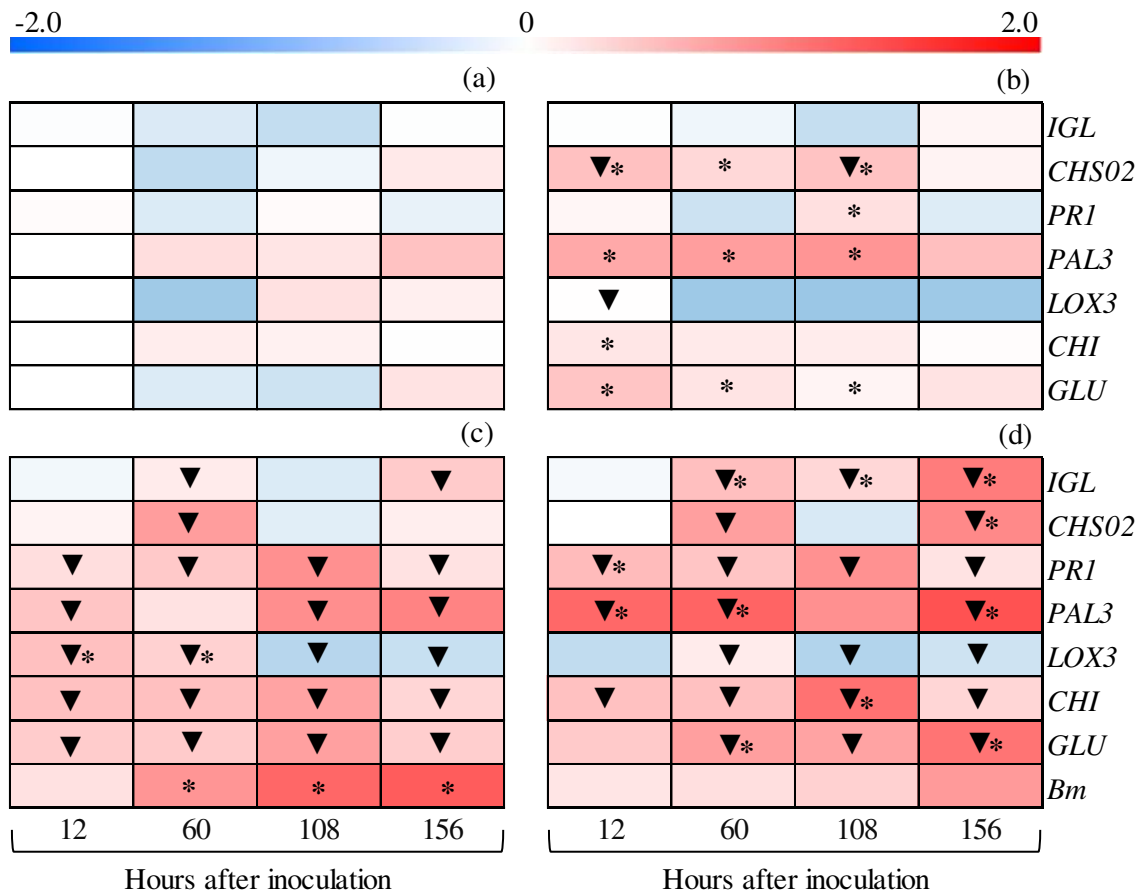 -2.0 0 2.0
(a) (b)
IGL
▼* * ▼* CHS02
* PR1
* * * PAL3
▼ LOX3
* CHI
* * * GLU
(c) (d)
▼ ▼ ▼* ▼* ▼* IGL
▼ ▼ ▼* CHS02
▼ ▼ ▼ ▼ ▼* ▼ ▼ ▼ PR1
▼ ▼ ▼ ▼* ▼* ▼* PAL3
▼* ▼* ▼ ▼ ▼ ▼ ▼ LOX3
▼ ▼ ▼ ▼ ▼ ▼ ▼* ▼ CHI
▼ ▼ ▼ ▼ ▼* ▼ ▼* GLU
* * * Bm
12 60 108 156 12 60 108 156
Hours after inoculation Hours after inoculation